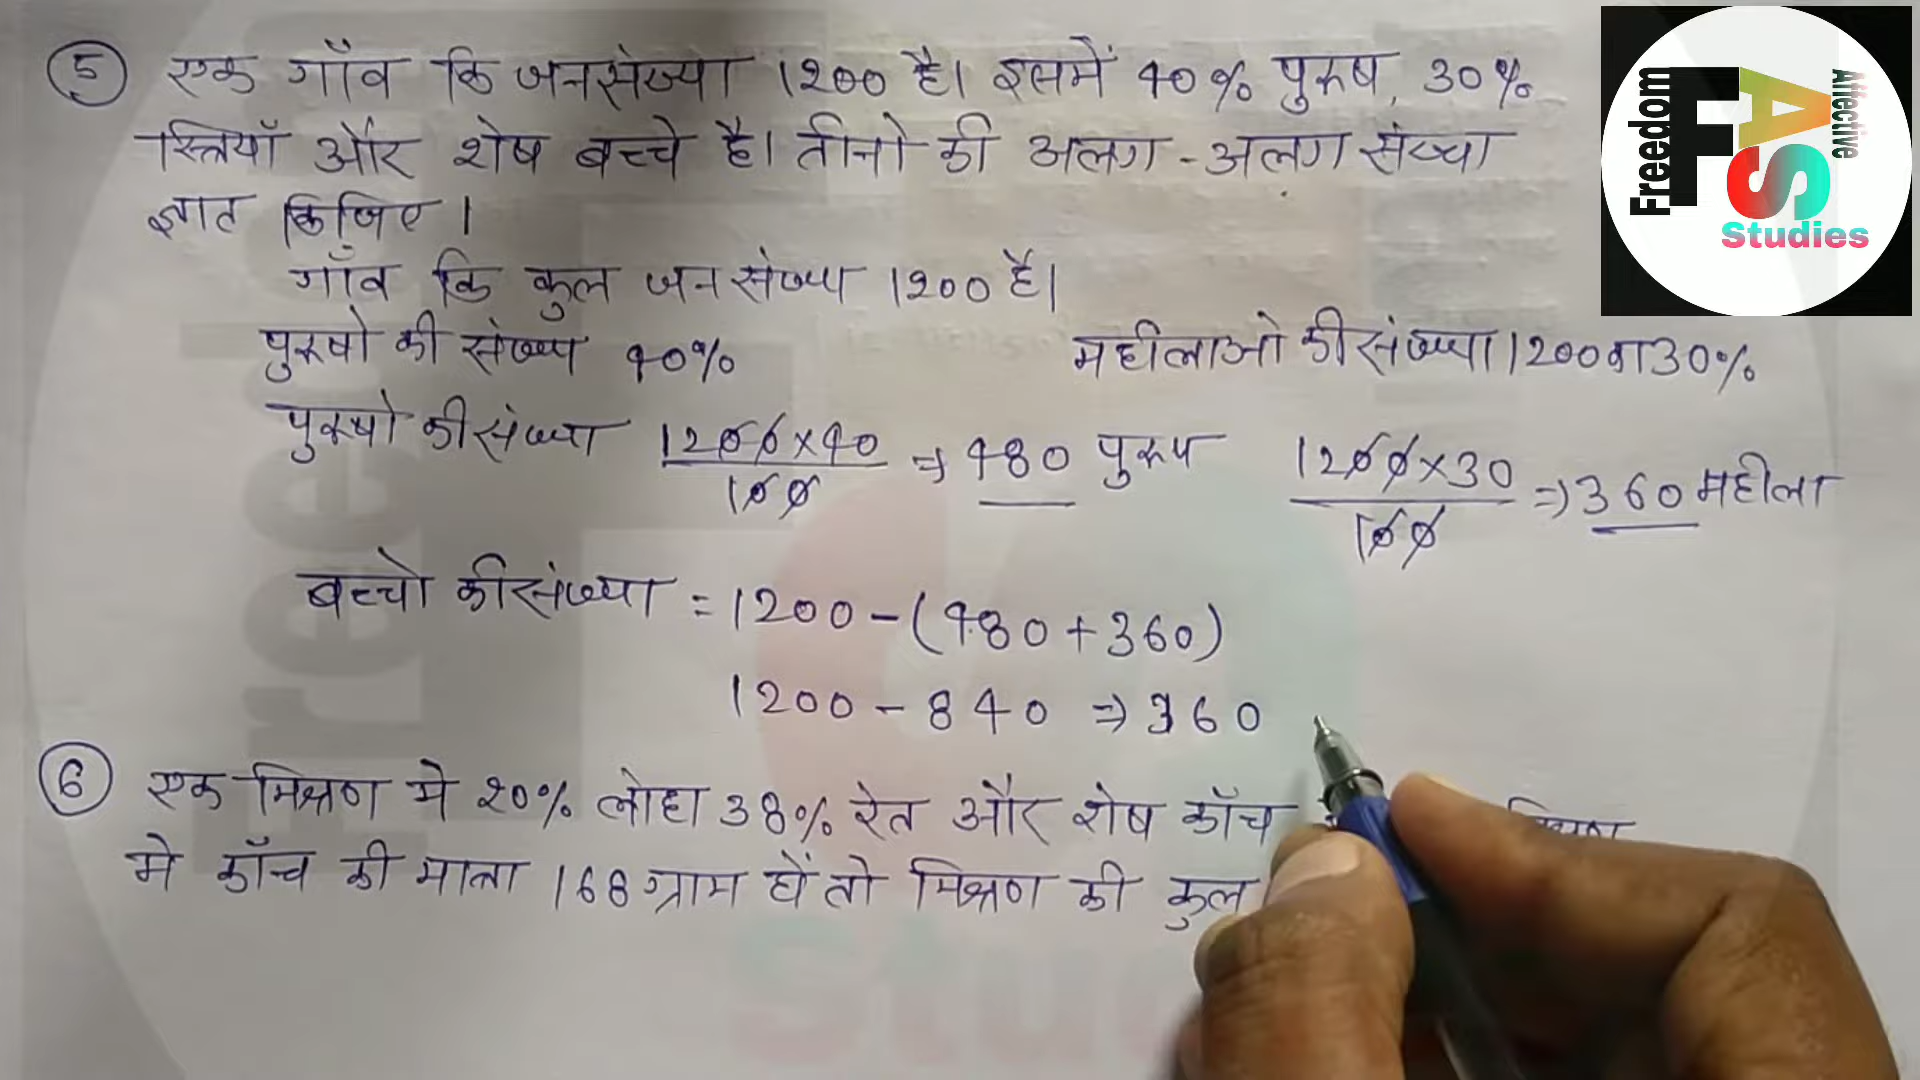 5 एक गाँव कि जनसंख्या 1200 है। इसमें 40% पुरूष, 30%
स्त्रियाँ और शेष बच्चे है। तीनो की अलग-अलग संख्या
ज्ञात किजिए।
गाँव कि कुल जनसंख्या 1200 है।
पुरूषो की संख्या 40%
महीलाओ की संख्या 1200 का 30%
पुरूषो की संख्या 1200×40/100 ⇒ 480 पुरूष
1200×30/100 ⇒ 360 महीला
बच्चो की संख्या = 1200-(480+360)
1200-840 ⇒ 360
6 एक मिश्रण मे 20% लोहा 38% रेत और शेष काँच
मे काँच की मात्रा 168 ग्राम हैं तो मिश्रण की कुल
Freedom
FAS
Affective
Studies